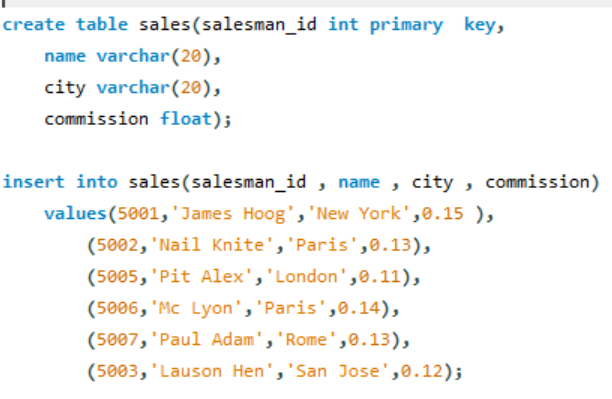 create table sales(salesman_id int primary  key,
    name varchar(20),
    city varchar(20),
    commission float);
insert into sales(salesman_id , name , city , commission)
    values(5001,'James Hoog','New York',0.15 ),
        (5002,'Nail Knite','Paris',0.13),
        (5005,'Pit Alex','London',0.11),
        (5006,'Mc Lyon','Paris',0.14),
        (5007,'Paul Adam','Rome',0.13),
        (5003,'Lauson Hen','San Jose',0.12);